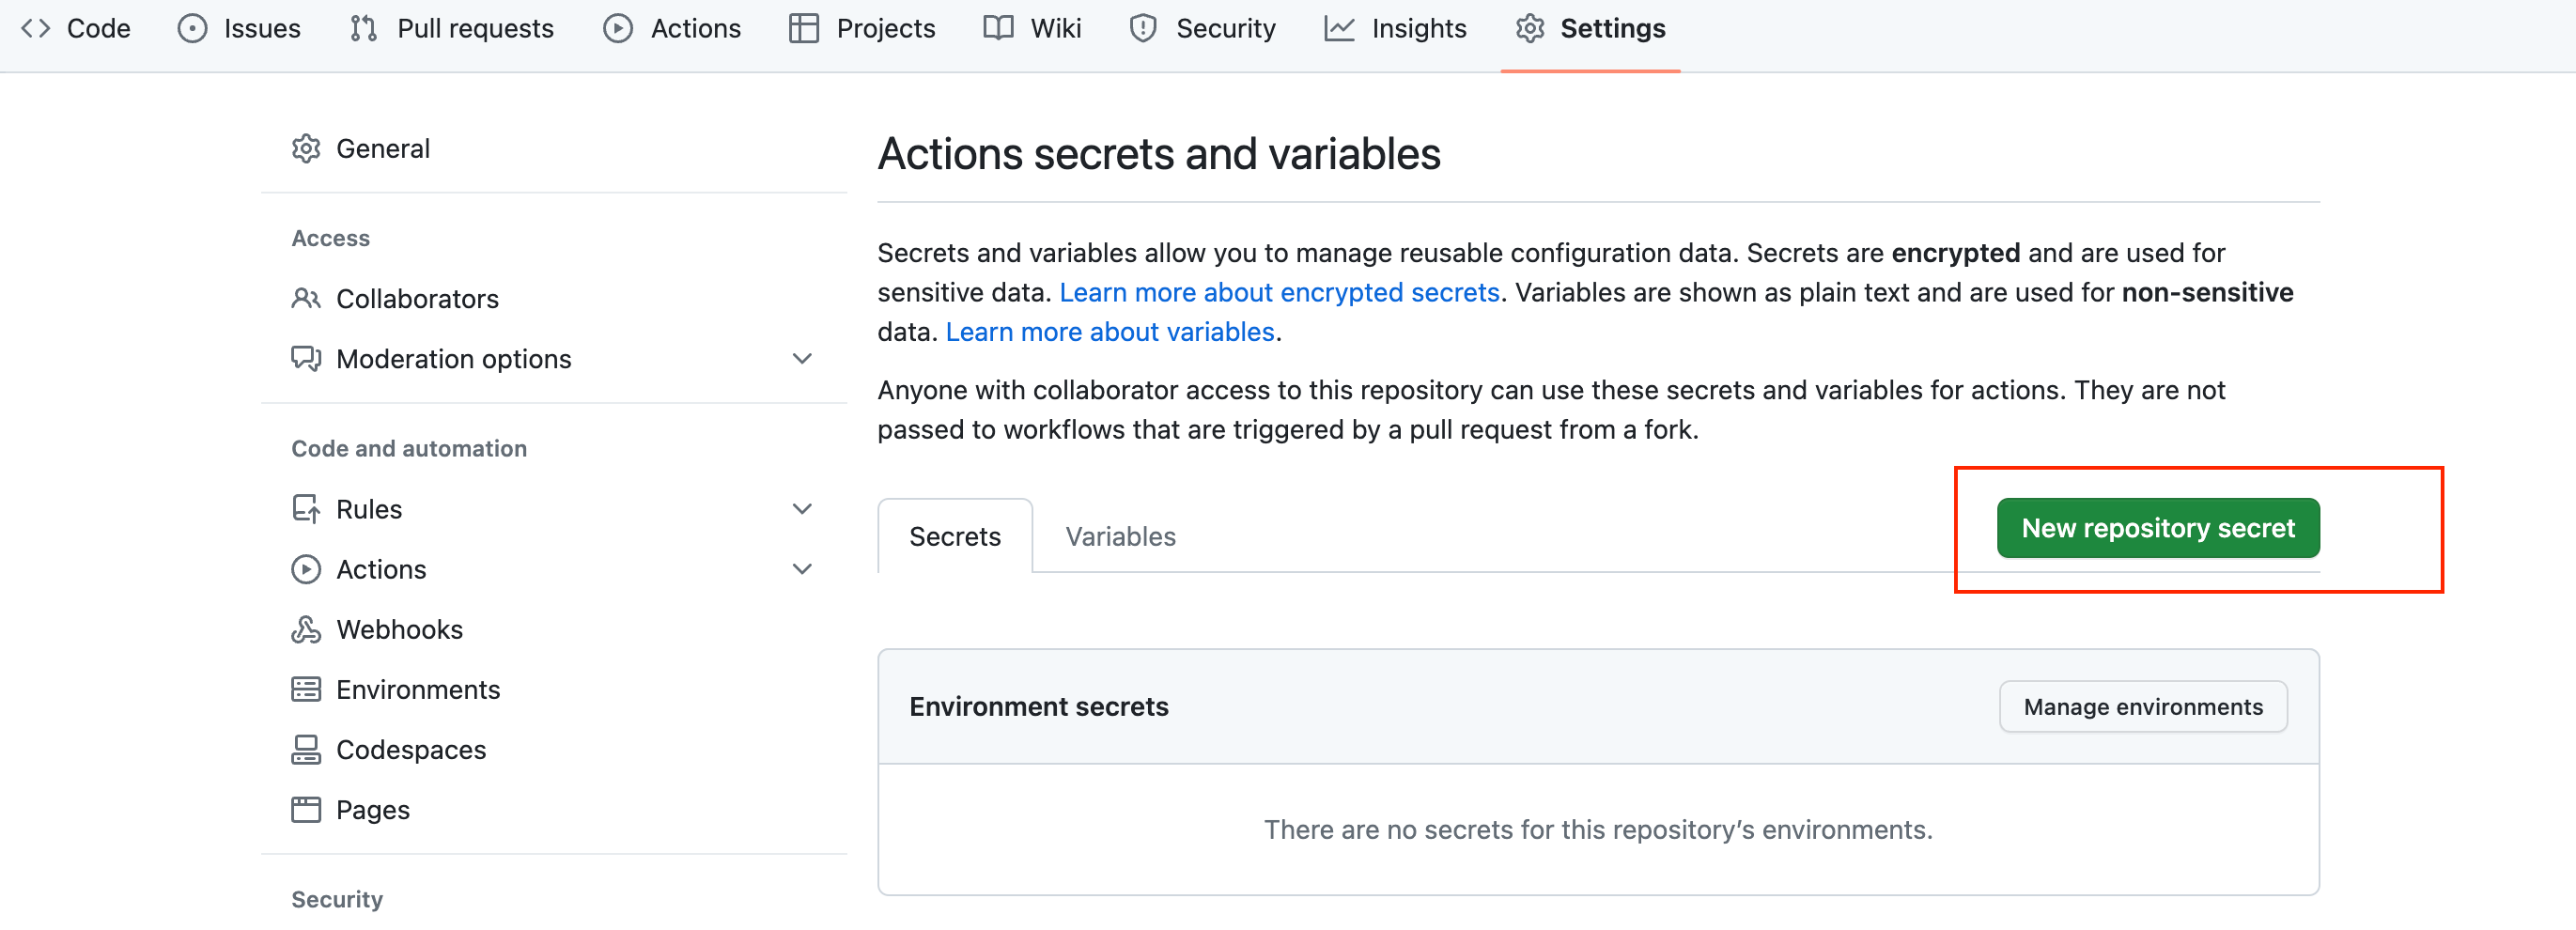 Code Issues Pull requests Actions Projects Wiki Security Insights Settings
General
Access
Collaborators
Moderation options
Code and automation
Rules
Actions
Webhooks
Environments
Codespaces
Pages
Security
Actions secrets and variables
Secrets and variables allow you to manage reusable configuration data. Secrets are encrypted and are used for
sensitive data. Learn more about encrypted secrets. Variables are shown as plain text and are used for non-sensitive
data. Learn more about variables.
Anyone with collaborator access to this repository can use these secrets and variables for actions. They are not
passed to workflows that are triggered by a pull request from a fork.
Secrets Variables New repository secret
Environment secrets Manage environments
There are no secrets for this repository’s environments.